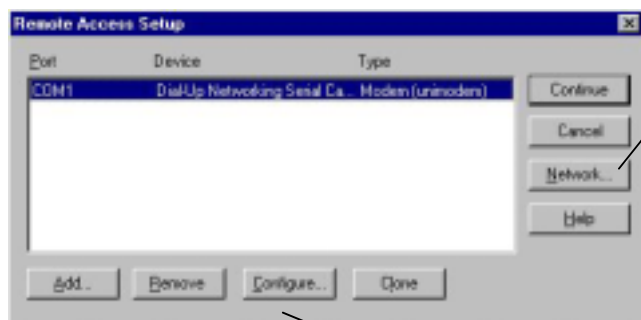 Remote Access Setup
Port Device Type
COM1 Dial-Up Networking Serial Ca... Modem (unimodem)
Continue
Cancel
Network...
Help
Add... Remove Configure... Clone